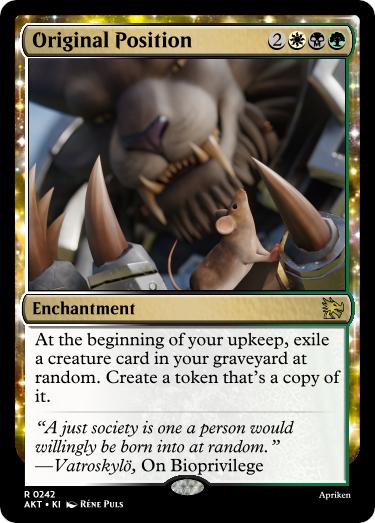 Original Position 2
Enchantment
At the beginning of your upkeep, exile
a creature card in your graveyard at
random. Create a token that's a copy of
it.
“A just society is one a person would
willingly be born into at random.”
—Vatroskylö, On Bioprivilege
R 0242
AKT • KI Réne Puls
Apriken